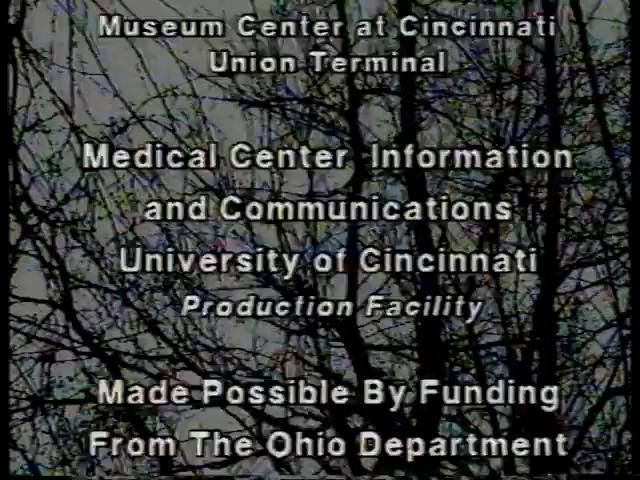 Museum Center at Cincinnati
Union Terminal
Medical Center Information
and Communications
University of Cincinnati
Production Facility
Made Possible By Funding
From The Ohio Department